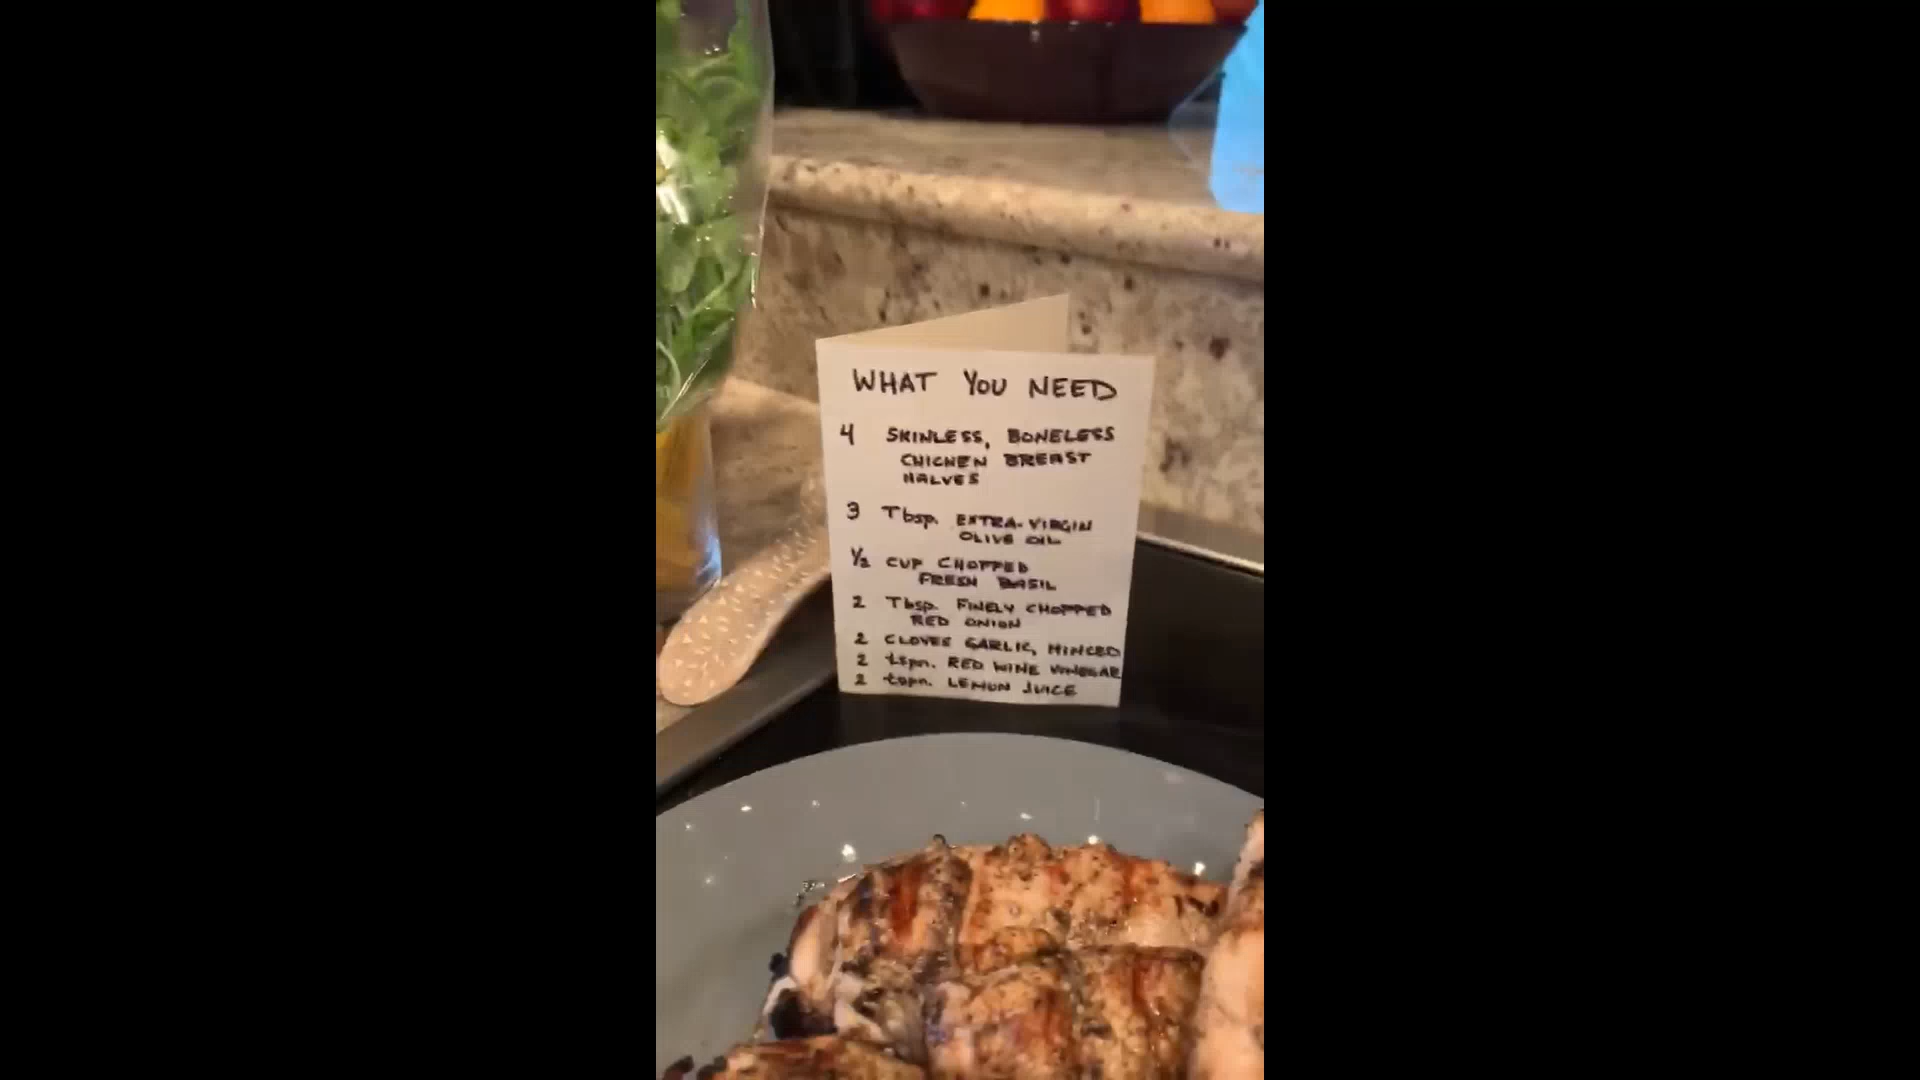 WHAT YOU NEED
4 SKINLESS, BONELESS
CHICKEN BREAST
HALVES
3 Tbsp. EXTRA-VIRGIN
OLIVE OIL
1/2 CUP CHOPPED
FRESH BASIL
2 Tbsp. FINELY CHOPPED
RED ONION
2 CLOVES GARLIC, MINCED
2 tspn. RED WINE VINEGAR
2 tspn. LEMON JUICE